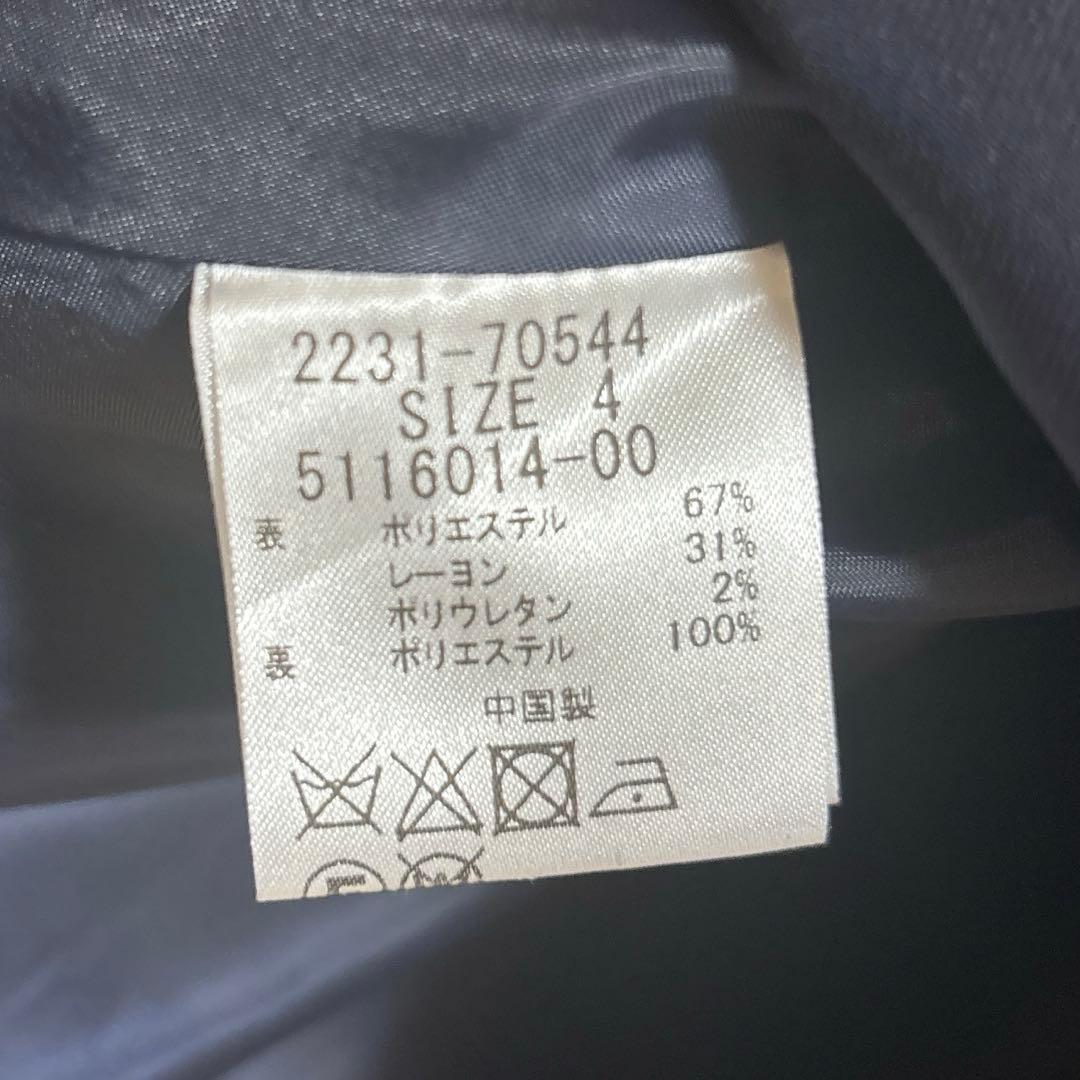 2231-70544
SIZE 4
5116014-00
表 ポリエステル 67%
レーヨン 31%
ポリウレタン 2%
裏 ポリエステル 100%
中国製